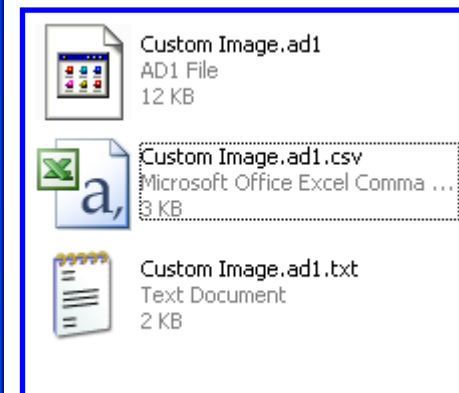 Custom Image.ad1
AD1 File
12 KB
Custom Image.ad1.csv
Microsoft Office Excel Comma ...
3 KB
a,
Custom Image.ad1.txt
Text Document
2 KB